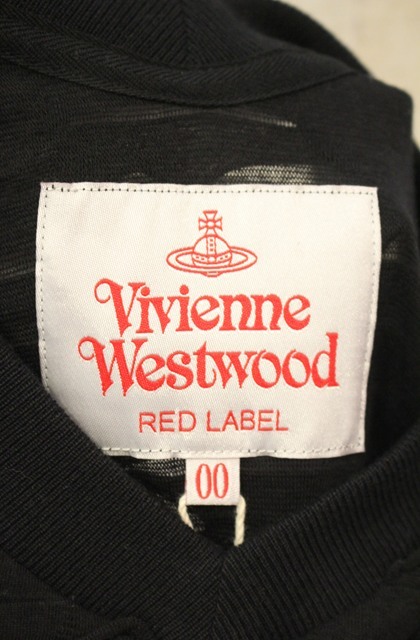 Vivienne
Westwood
RED LABEL
00